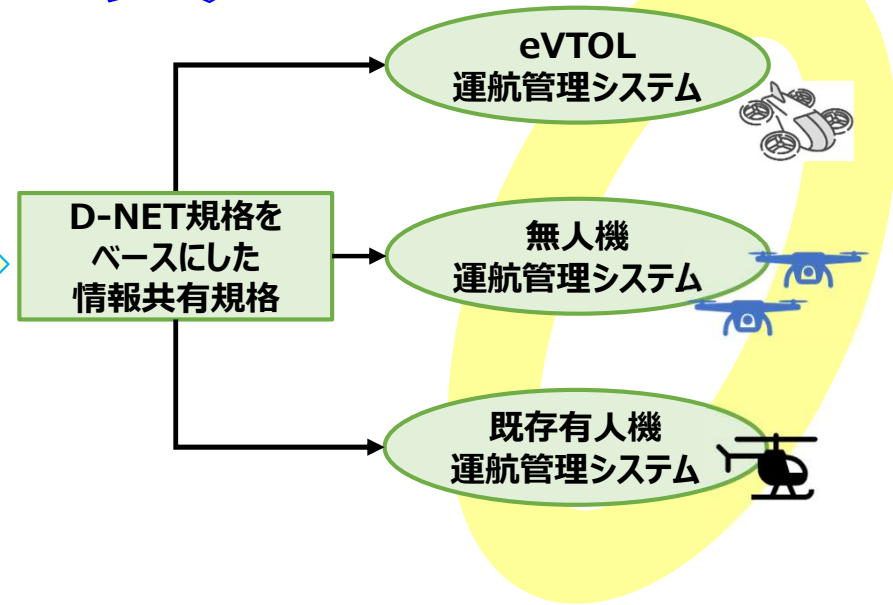 eVTOL
運航管理システム
D-NET規格を
ベースにした
情報共有規格
無人機
運航管理システム
既存有人機
運航管理システム